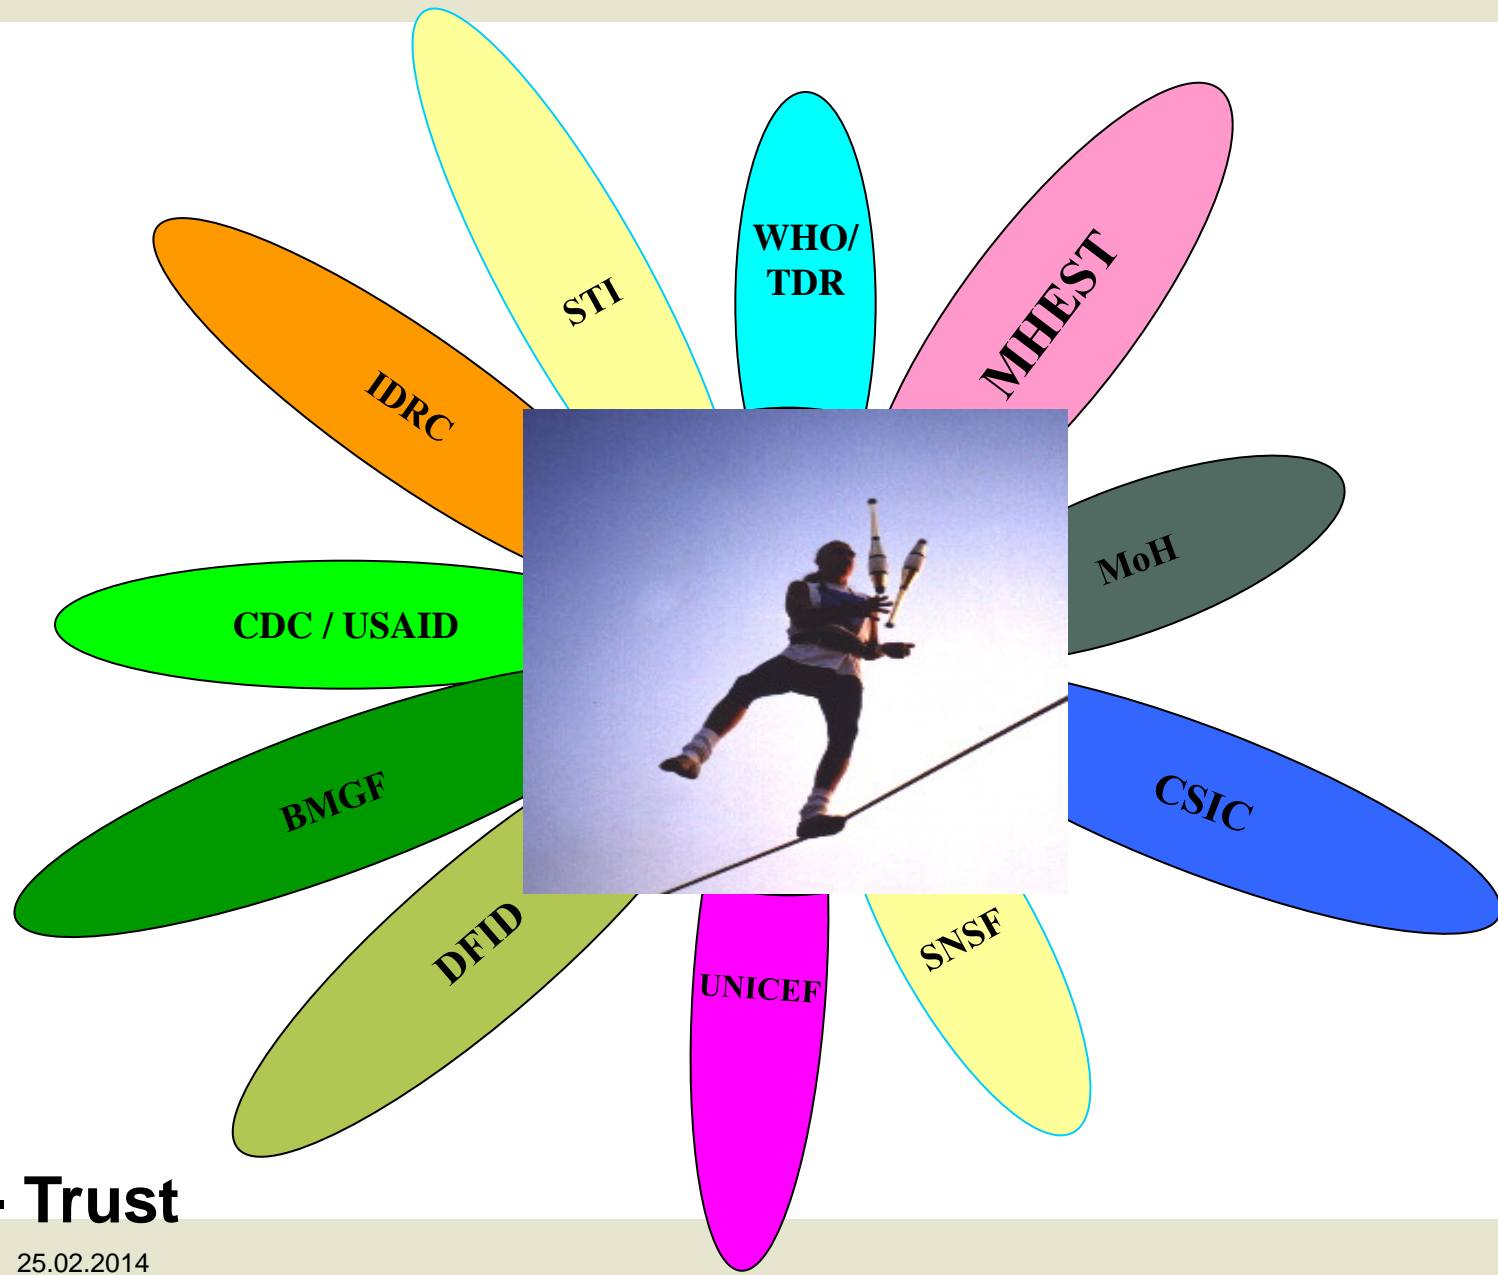 WHO/
TDR
MHEST
STI
IDRC
MoH
CDC / USAID
BMGF
CSIC
DFID
SNSF
UNICEF
- Trust
25.02.2014